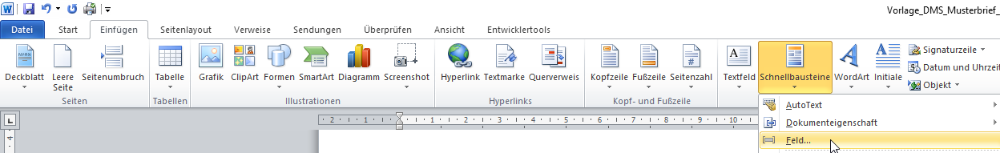 Vorlage_DMS_Musterbrief_
Datei Start Einfügen Seitenlayout Verweise Sendungen Überprüfen Ansicht Entwicklertools
Deckblatt Leere Seite Seitenumbruch Tabelle Grafik ClipArt Formen SmartArt Diagramm Screenshot Hyperlink Textmarke Querverweis Kopfzeile Fußzeile Seitenzahl Textfeld Schnellbausteine WordArt Initiale
Signaturzeile
Datum und Uhrzei
Objekt
Seiten Tabellen Illustrationen Hyperlinks Kopf- und Fußzeile
AutoText
Dokumenteigenschaft
Feld...
2 1 1 2 3 4 5 6 7 8 9 10
4